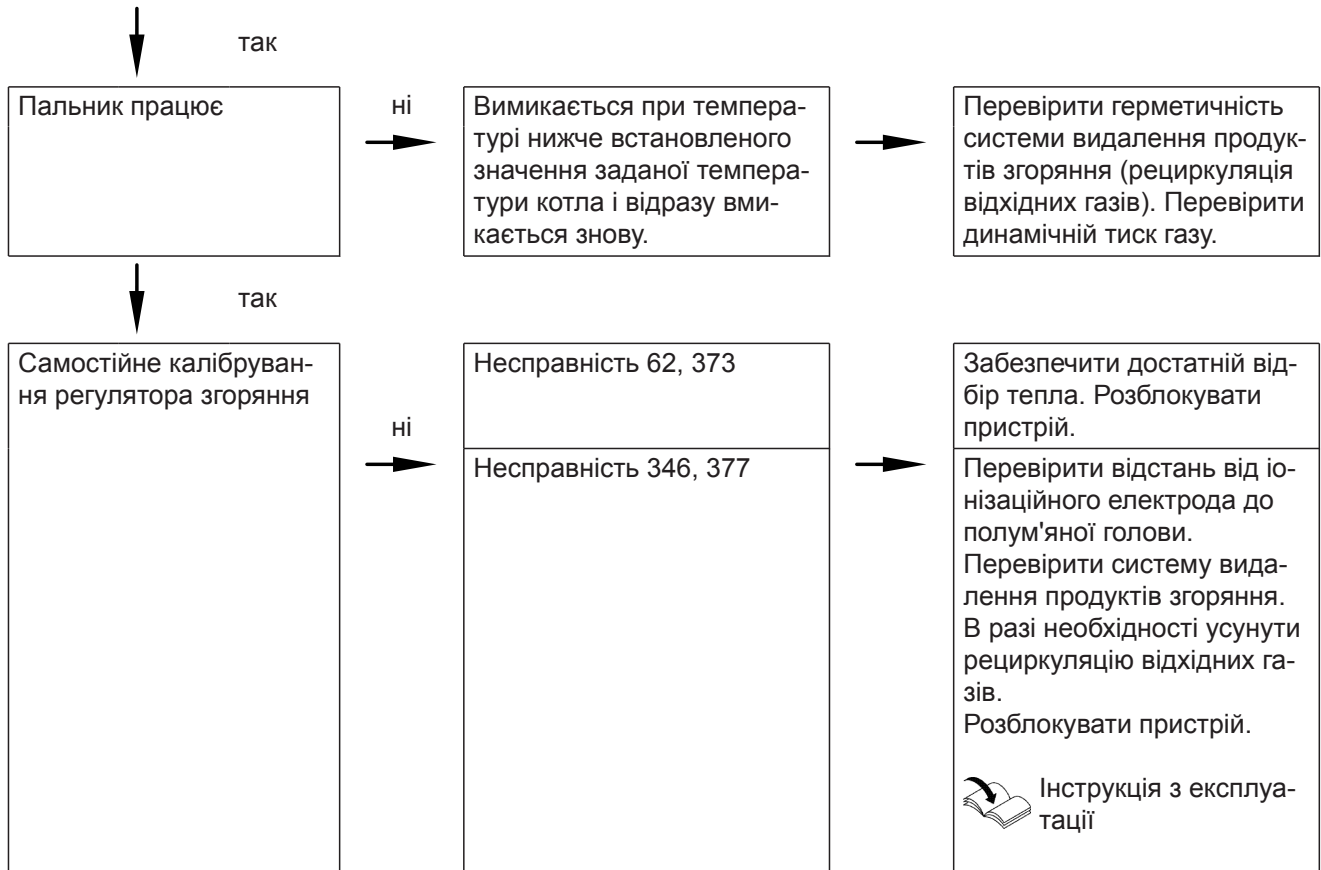 так
Пальник працює
ні
Вимикається при темпера-
турі нижче встановленого
значення заданої темпера-
тури котла і відразу вми-
кається знову.
Перевірити герметичність
системи видалення продук-
тів згоряння (рециркуляція
відхідних газів). Перевірити
динамічній тиск газу.
так
Самостійне калібруван-
ня регулятора згоряння
ні
Несправність 62, 373
Забезпечити достатній від-
бір тепла. Розблокувати
пристрій.
Несправність 346, 377
Перевірити відстань від іо-
нізаційного електрода до
полум'яної голови.
Перевірити систему вида-
лення продуктів згоряння.
В разі необхідності усунути
рециркуляцію відхідних га-
зів.
Розблокувати пристрій.
Інструкція з експлуа-
тації